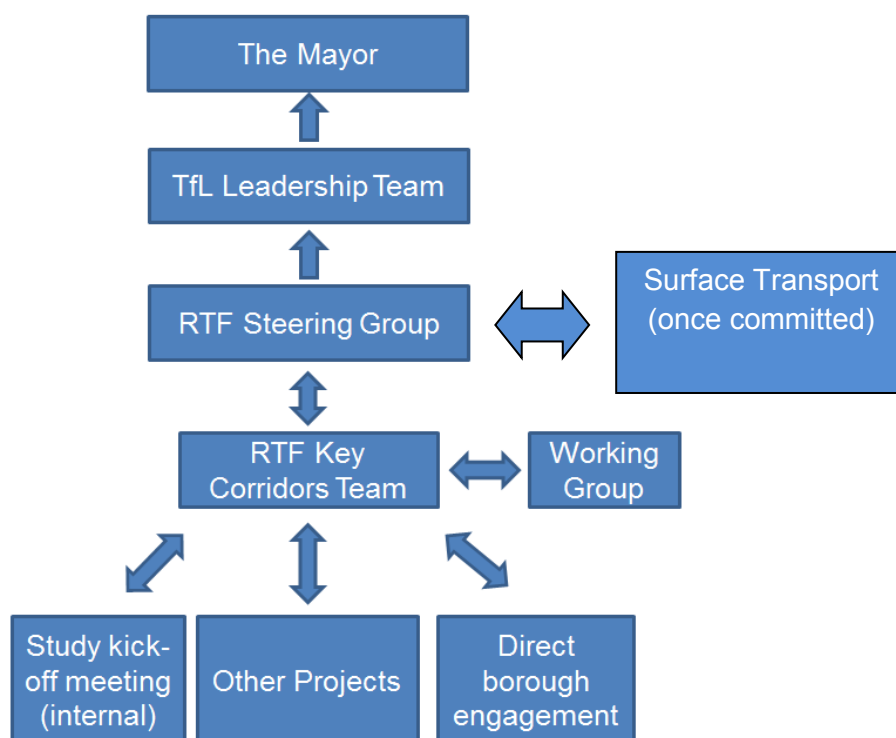 The Mayor
TfL Leadership Team
RTF Steering Group
Surface Transport
(once committed)
RTF Key
Corridors Team
Working
Group
Study kick-
off meeting
(internal)
Other Projects
Direct
borough
engagement